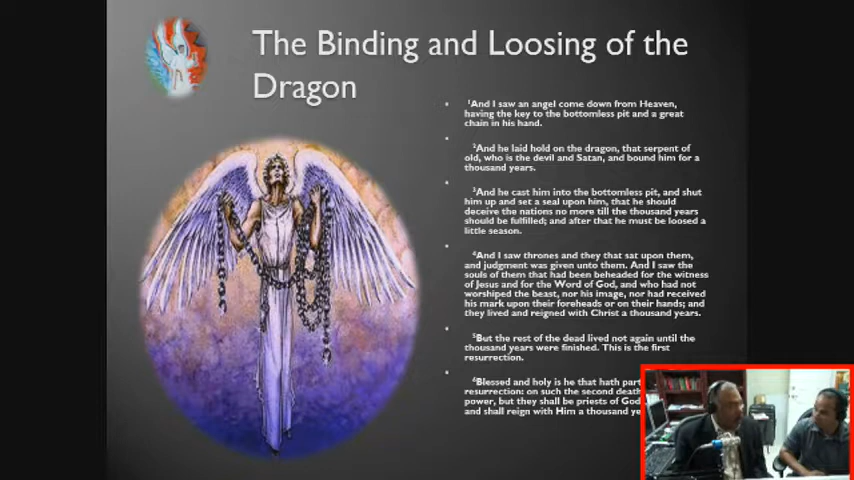 The Binding and Loosing of the
Dragon
1And I saw an angel come down from Heaven,
having the key to the bottomless pit and a great
chain in his hand.
2And he laid hold on the dragon, that serpent of
old, who is the devil and Satan, and bound him for a
thousand years.
3And he cast him into the bottomless pit, and shut
him up and set a seal upon him, that he should
deceive the nations no more till the thousand years
should be fulfilled; and after that he must be loosed a
little season.
4And I saw thrones and they that sat upon them,
and judgment was given unto them. And I saw the
souls of them that had been beheaded for the witness
of Jesus and for the Word of God, and who had not
worshiped the beast, nor his image, nor had received
his mark upon their foreheads or on their hands; and
they lived and reigned with Christ a thousand years.
5But the rest of the dead lived not again until the
thousand years were finished. This is the first
resurrection.
6Blessed and holy is he that hath part
resurrection: on such the second death
power, but they shall be priests of God
and shall reign with Him a thousand ye